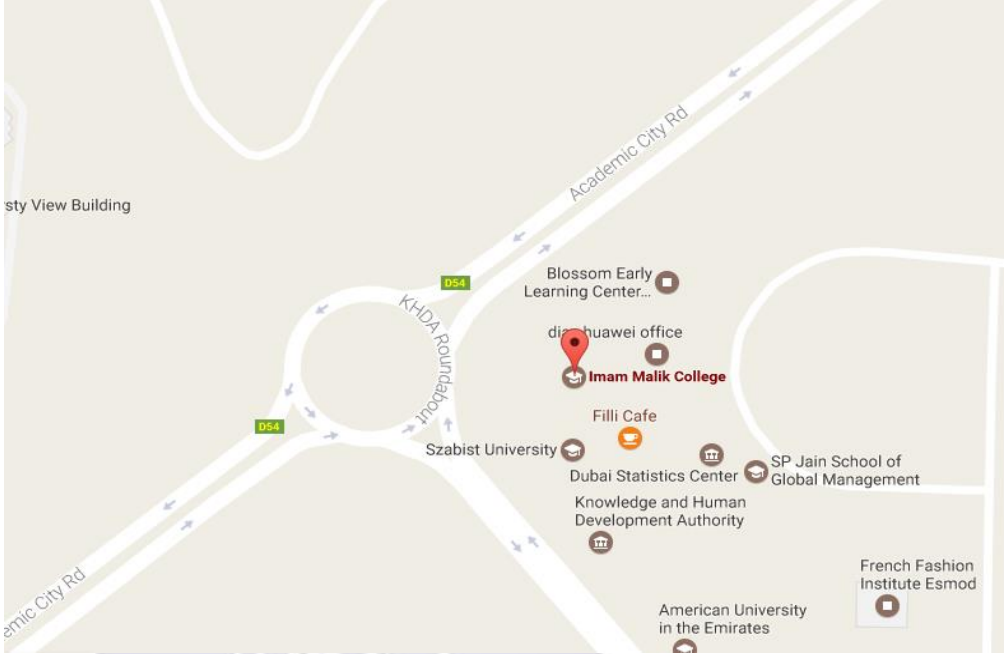 Academic City Rd
rsty View Building
D54
Blossom Early
Learning Center...
KHDA Roundabout
huawei office
Imam Malik College
Filli Cafe
D54
Szabist University
Dubai Statistics Center
SP Jain School of
Global Management
Knowledge and Human
Development Authority
French Fashion
Institute Esmod
emic City Rd
American University
in the Emirates